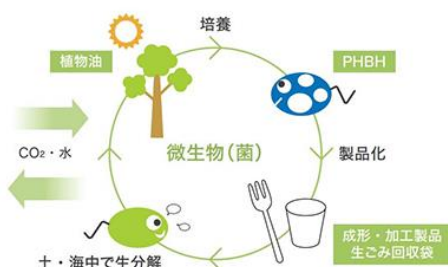 培養
植物油
PHBH
CO₂・水
微生物(菌)
製品化
成形・加工製品
生ごみ回収袋
土・海中で生分解